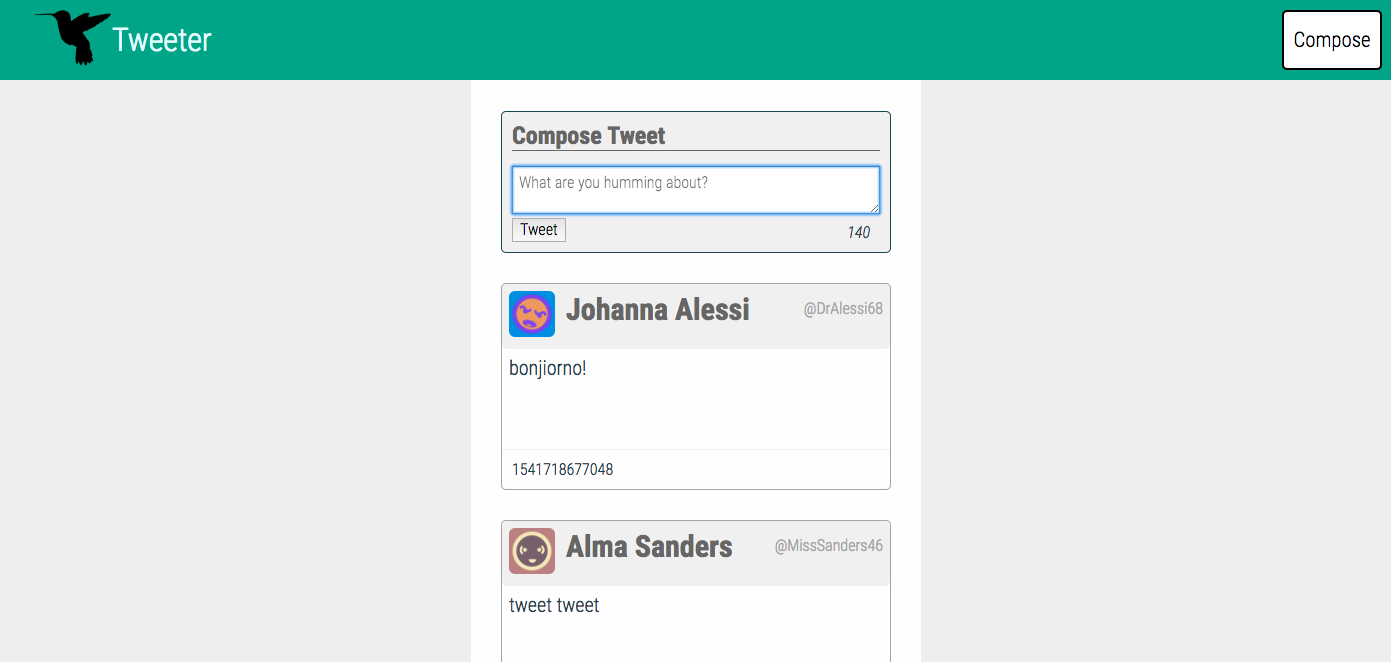 Tweeter
Compose
Compose Tweet
What are you humming about?
Tweet 140
Johanna Alessi @DrAlessi68
bonjiorno!
1541718677048
Alma Sanders @MissSanders46
tweet tweet